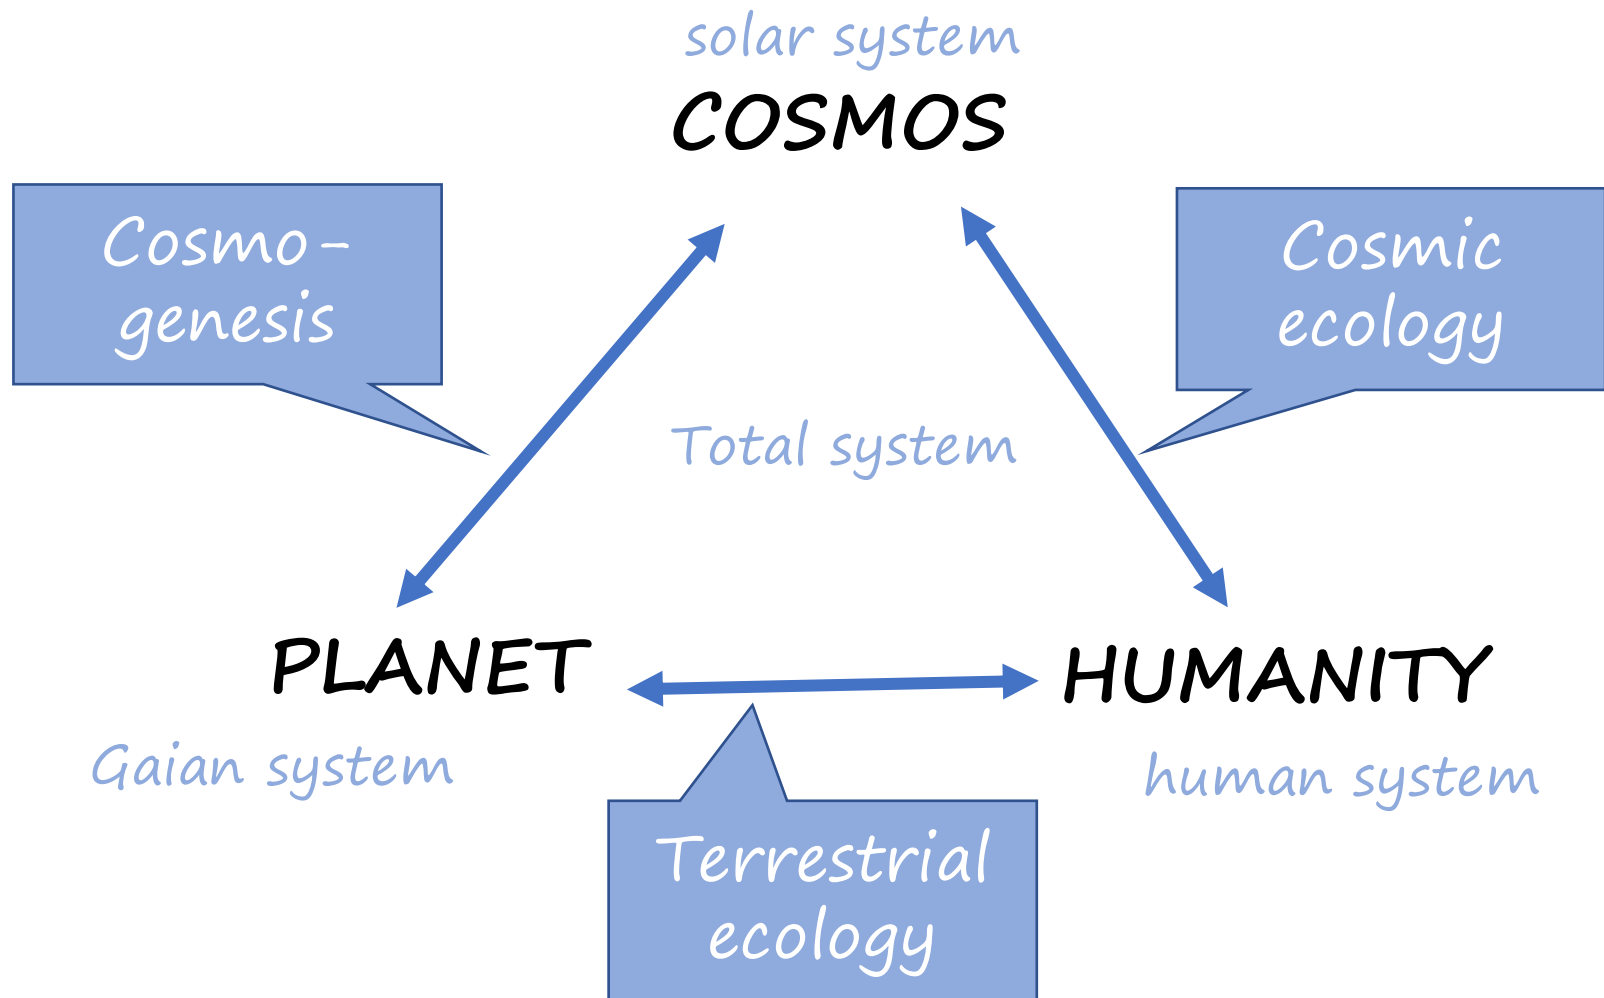 solar system
COSMOS
Cosmo-
genesis
Cosmic
ecology
Total system
PLANET
HUMANITY
Gaian system
human system
Terrestrial
ecology